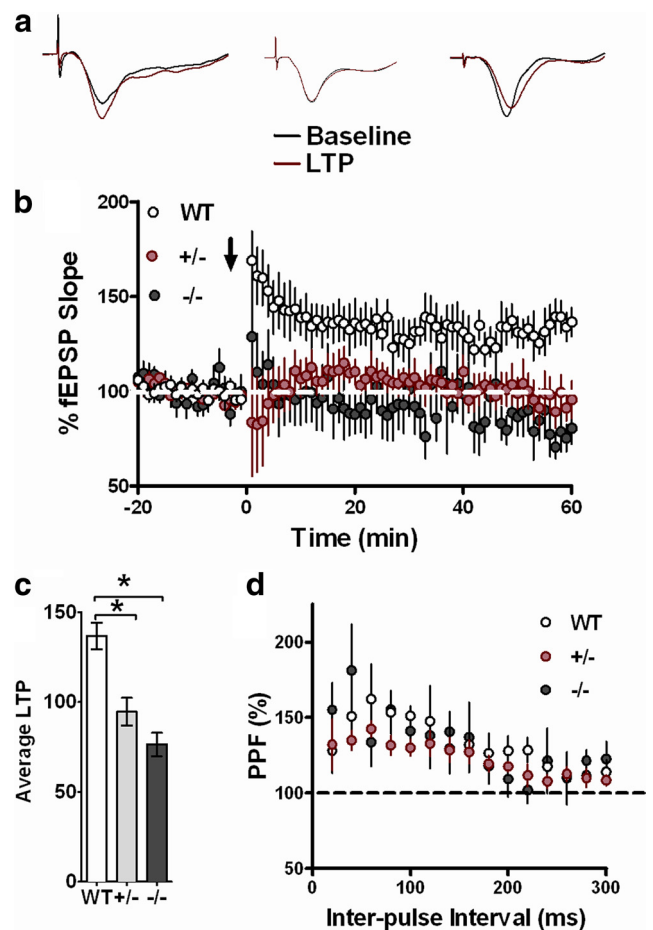 a
Baseline
LTP
b
WT
+/-
-/-
% fEPSP Slope
200
150
100
50
-20
0
20
40
60
Time (min)
c
*
*
Average LTP
150
100
50
0
WT+/- -/-
d
WT
+/-
-/-
PPF (%)
200
150
100
50
0
100
200
300
Inter-pulse Interval (ms)